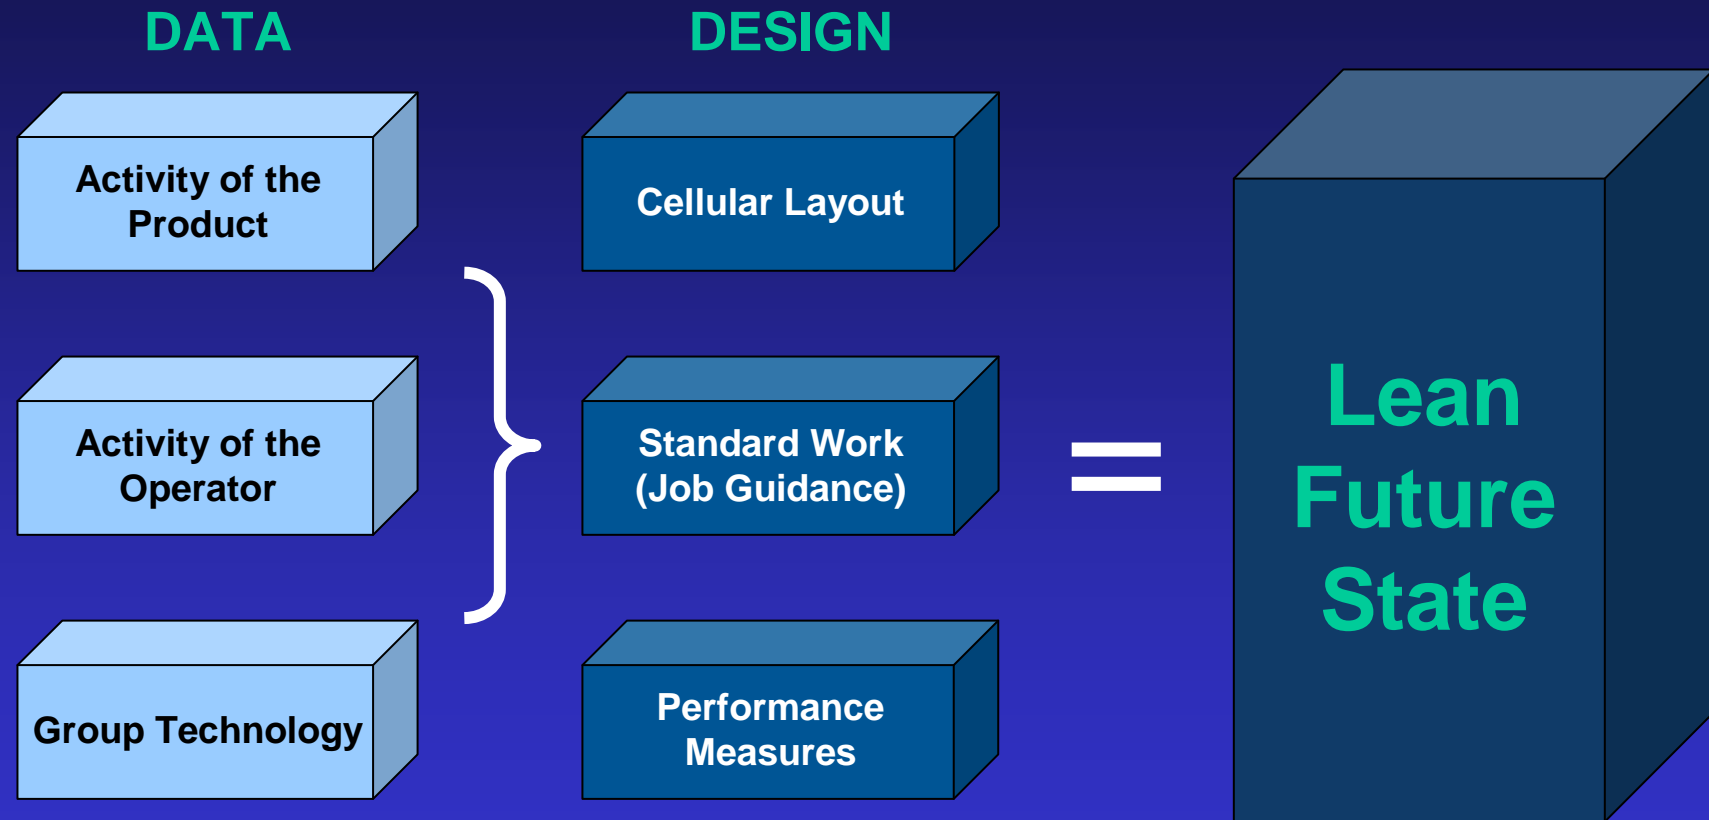 DATA
Activity of the
Product
Activity of the
Operator
Group Technology
DESIGN
Cellular Layout
Standard Work
(Job Guidance)
Performance
Measures
=
Lean
Future
State